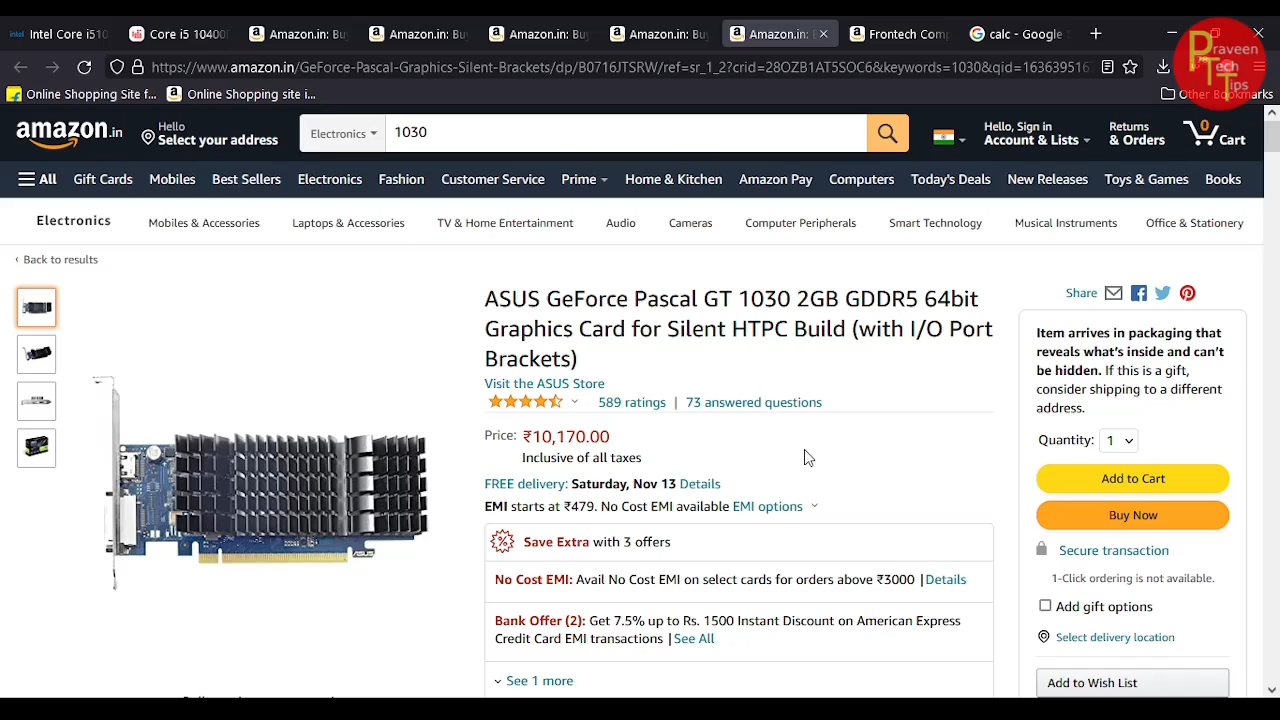 intel
Intel Core i510
Core i5 10400
Amazon.in: Bu
Amazon.in: Bu
Amazon.in: Bu
Amazon.in: Bu
Amazon.in: B
Frontech Com
calc - Google
Praveen
Tech
Tips
https://www.amazon.in/GeForce-Pascal-Graphics-Silent-
dp/B0716JTSRW/ref=sr_1_2?crid=28QZB1AT5SOC6&keywords=1030&qid=163639516
Online Shopping Site f...
Online Shopping site i...
Other Bookmarks
amazon.in
Hello
Select your address
Electronics
1030
Hello, Sign in
Account & Lists
Returns
& Orders
0
Cart
All
Gift Cards
Mobiles
Best Sellers
Electronics
Fashion
Customer Service
Prime
Home & Kitchen
Amazon Pay
Computers
Today's Deals
New Releases
Toys & Games
Books
Electronics
Mobiles & Accessories
Laptops & Accessories
TV & Home Entertainment
Audio
Cameras
Computer Peripherals
Smart Technology
Musical Instruments
Office & Stationery
‹ Back to results
ASUS GeForce Pascal GT 1030 2GB GDDR5 64bit
Graphics Card for Silent HTPC Build (with I/O Port
Brackets)
Visit the ASUS Store
589 ratings | 73 answered questions
Price: ₹10,170.00
Inclusive of all taxes
FREE delivery: Saturday, Nov 13 Details
EMI starts at ₹479. No Cost EMI available EMI options
Save Extra with 3 offers
No Cost EMI: Avail No Cost EMI on select cards for orders above ₹3000 |Details
Bank Offer (2): Get 7.5% up to Rs. 1500 Instant Discount on American Express
Credit Card EMI transactions |See All
See 1 more
Share
Item arrives in packaging that
reveals what's inside and can't
be hidden. If this is a gift,
consider shipping to a different
address.
Quantity: 1
Add to Cart
Buy Now
Secure transaction
1-Click ordering is not available.
Add gift options
Select delivery location
Add to Wish List